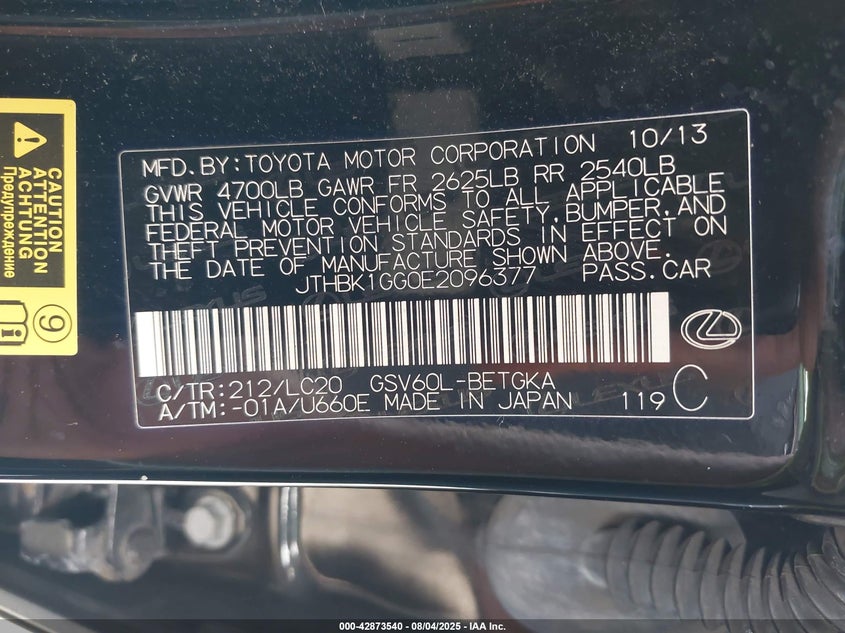 CAUTION
ATTENTION
ACHTUNG
Предупреждение
9
MFD.BY:TOYOTA MOTOR CORPORATION 10/13
GVWR 4700LB GAWR FR 2625LB RR 2540LB
THIS VEHICLE CONFORMS TO ALL APPLICABLE
FEDERAL MOTOR VEHICLE SAFETY,BUMPER,AND
THEFT PREVENTION STANDARDS IN EFFECT ON
THE DATE OF MANUFACTURE SHOWN ABOVE.
JTHBK1GG0E2096377 PASS.CAR
C/TR:212/LC20 GSV60L-BETGKA
A/TM:-01A/U660E MADE IN JAPAN 119 C
000-42873540 - 08/04/2025 - IAA Inc.